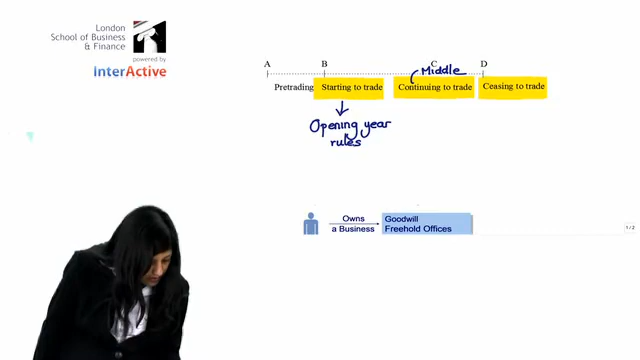 London
School of Business
& Finance
powered by
InterActive
A B C D
Middle
Pretrading Starting to trade Continuing to trade Ceasing to trade
Opening year
rules
Owns
a Business
Goodwill
Freehold Offices
1 / 2